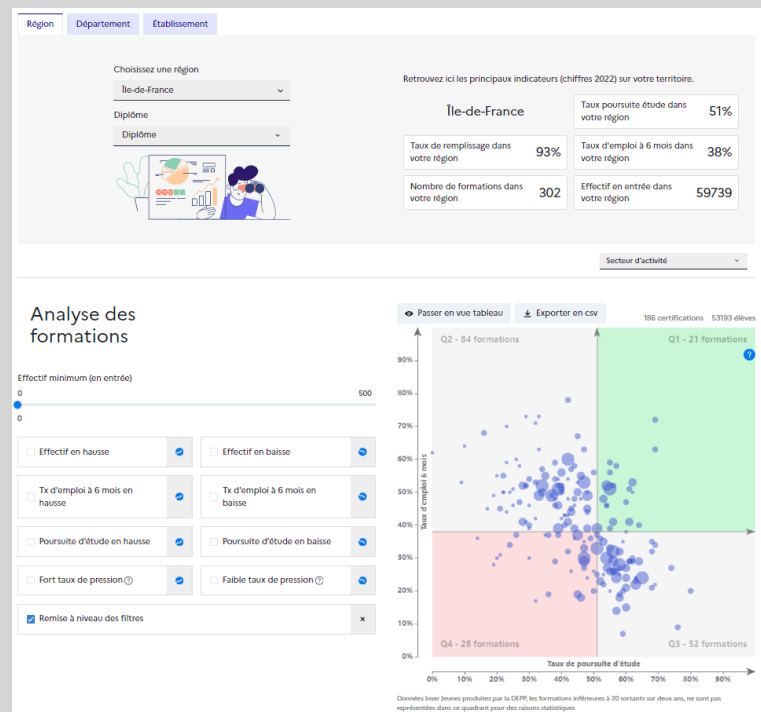 Région Département Établissement
Choisissez une région
Île-de-France
Diplôme
Diplôme
Retrouvez ici les principaux indicateurs (chiffres 2022) sur votre territoire.
Île-de-France
Taux poursuite étude dans
votre région
51%
Taux de remplissage dans
votre région
93%
Taux d'emploi à 6 mois dans
votre région
38%
Nombre de formations dans
votre région
302
Effectif en entrée dans
votre région
59739
Secteur d'activité
Analyse des
formations
Effectif minimum (en entrée)
0 500
0
Effectif en hausse
Effectif en baisse
Tx d'emploi à 6 mois en
hausse
Tx d'emploi à 6 mois en
baisse
Poursuite d'étude en hausse
Poursuite d'étude en baisse
Fort taux de pression ?
Faible taux de pression ?
Remise à niveau des filtres x
Passer en vue tableau
Exporter en csv
186 certifications 53193 élèves
Q2 - 84 formations
Q1 - 21 formations
?
90%
80%
70%
60%
50%
40%
30%
20%
10%
0%
Taux d'emploi 6 mois
Q4 - 28 formations
Q3 - 52 formations
Taux de poursuite d'étude
0% 10% 20% 30% 40% 50% 60% 70% 80% 90%
Données Inser Jeunes produites par la DEPP, les formations inférieures à 20 sortants sur deux ans, ne sont pas
représentées dans ce quadrant pour des raisons statistiques